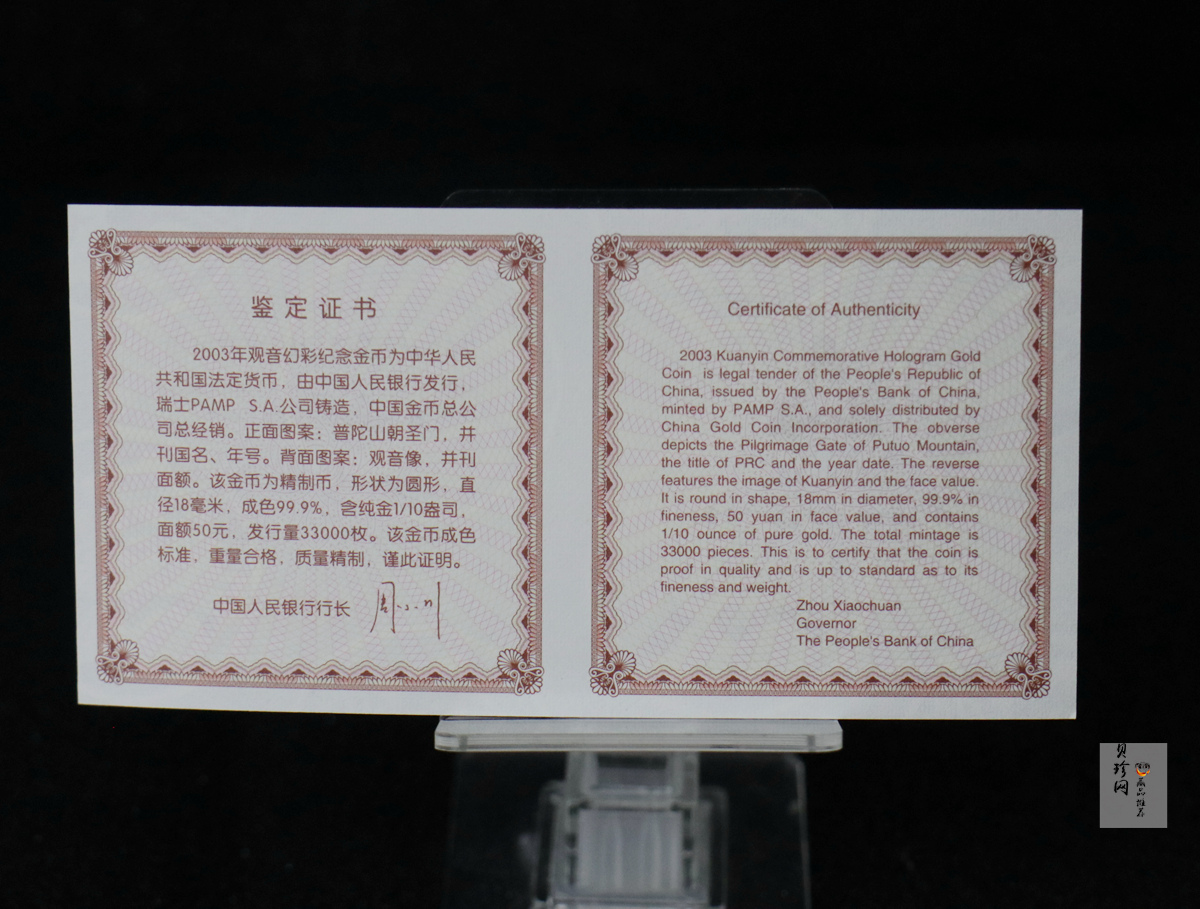 鉴定证书
2003年观音幻彩纪念金币为中华人民
共和国法定货币，由中国人民银行发行，
瑞士PAMP S.A.公司铸造，中国金币总公
司总经销。正面图案：普陀山朝圣门，并
刊国名、年号。背面图案：观音像，并刊
面额。该金币为精制币，形状为圆形，直
径18毫米，成色99.9%，含纯金1/10盎司，
面额50元，发行量33000枚。该金币成色
标准，重量合格，质量精制，谨此证明。
中国人民银行行长
Certificate of Authenticity
2003 Kuanyin Commemorative Hologram Gold
Coin is legal tender of the People's Republic of
China, issued by the People's Bank of China,
minted by PAMP S.A., and solely distributed by
China Gold Coin Incorporation. The obverse
depicts the Pilgrimage Gate of Putuo Mountain,
the title of PRC and the year date. The reverse
features the image of Kuanyin and the face value.
It is round in shape, 18mm in diameter, 99.9% in
fineness, 50 yuan in face value, and contains
1/10 ounce of pure gold. The total mintage is
33000 pieces. This is to certify that the coin is
proof in quality and is up to standard as to its
fineness and weight.
Zhou Xiaochuan
Governor
The People's Bank of China
贝珍网
藏品推荐